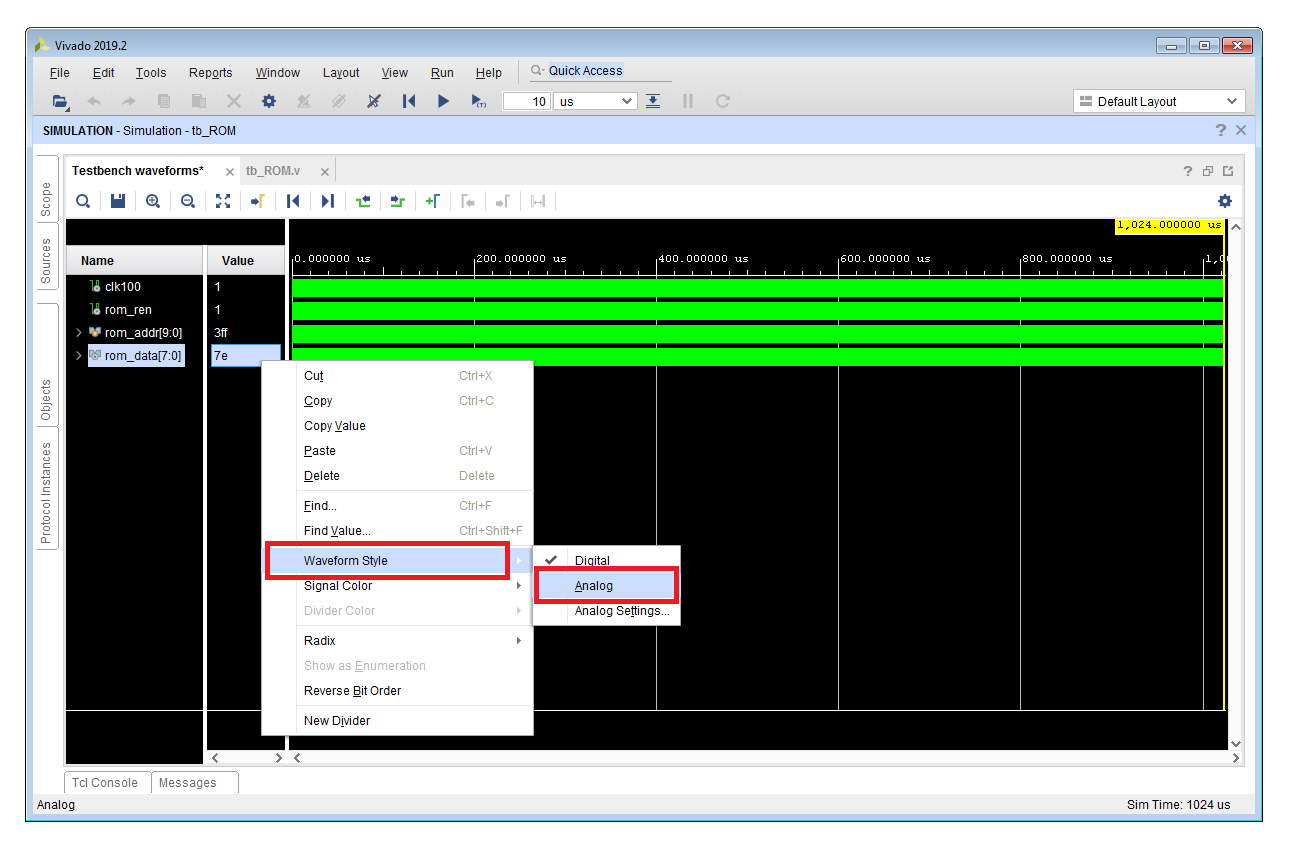 Vivado 2019.2
File Edit Tools Reports Window Layout View Run Help Quick Access
10 us Default Layout
SIMULATION - Simulation - tb_ROM
Testbench waveforms* tb_ROM.v
Scope
Sources
Objects
Protocol Instances
1,024.000000 us
Name Value 0.000000 us 200.000000 us 400.000000 us 600.000000 us 800.000000 us
clk100 1
rom_ren 1
rom_addr[9:0] 3ff
rom_data[7:0] 7e
Cut Ctrl+X
Copy Ctrl+C
Copy Value
Paste Ctrl+V
Delete Delete
Find... Ctrl+F
Find Value... Ctrl+Shift+F
Waveform Style
Signal Color
Divider Color
Radix
Show as Enumeration
Reverse Bit Order
New Divider
Digital
Analog
Analog Settings...
Tcl Console Messages
Analog Sim Time: 1024 us